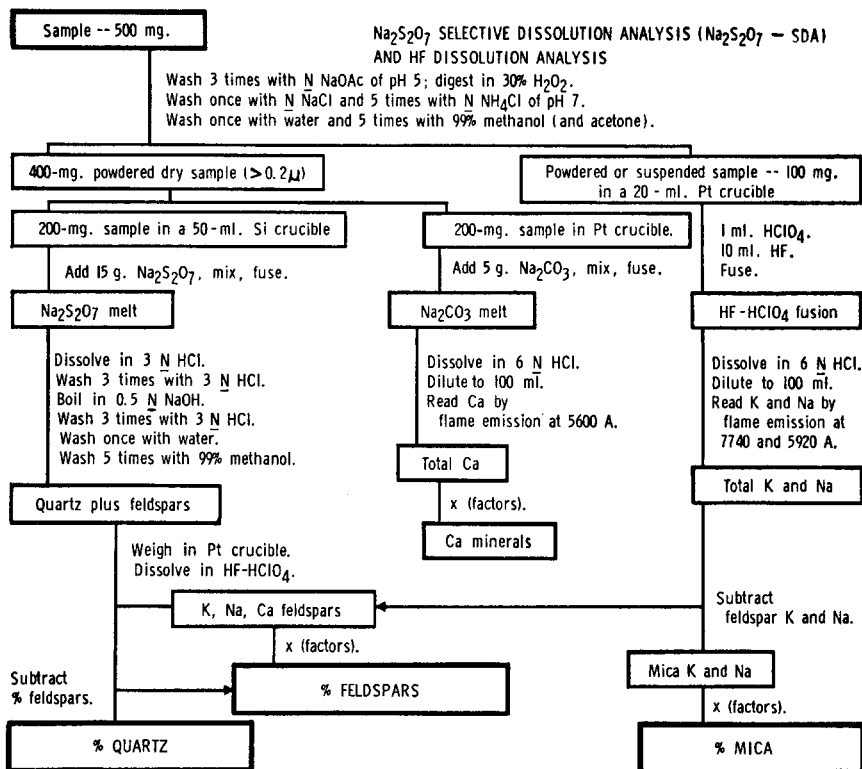 Sample -- 500 mg.
Na₂S₂O₇ SELECTIVE DISSOLUTION ANALYSIS (Na₂S₂O₇ – SDA)
AND HF DISSOLUTION ANALYSIS
Wash 3 times with N NaOAc of pH 5; digest in 30% H₂O₂.
Wash once with N NaCl and 5 times with N NH₄Cl of pH 7.
Wash once with water and 5 times with 99% methanol (and acetone).
400-mg. powdered dry sample (>0.2μ)
Powdered or suspended sample -- 100 mg.
in a 20-ml. Pt crucible
200-mg. sample in a 50-ml. Si crucible
200-mg. sample in Pt crucible.
1 ml. HClO₄.
10 ml. HF.
Fuse.
Add 15 g. Na₂S₂O₇, mix, fuse.
Add 5 g. Na₂CO₃, mix, fuse.
Na₂S₂O₇ melt
Na₂CO₃ melt
HF-HClO₄ fusion
Dissolve in 3 N HCl.
Wash 3 times with 3 N HCl.
Boil in 0.5 N NaOH.
Wash 3 times with 3 N HCl.
Wash once with water.
Wash 5 times with 99% methanol.
Dissolve in 6 N HCl.
Dilute to 100 ml.
Read Ca by
flame emission at 5600 A.
Dissolve in 6 N HCl.
Dilute to 100 ml.
Read K and Na by
flame emission at
7740 and 5920 A.
Total Ca
Total K and Na
Quartz plus feldspars
x (factors).
Ca minerals
Weigh in Pt crucible.
Dissolve in HF-HClO₄.
K, Na, Ca feldspars
Subtract
feldspar K and Na.
x (factors).
Mica K and Na
Subtract
% feldspars.
% FELDSPARS
x (factors).
% QUARTZ
% MICA